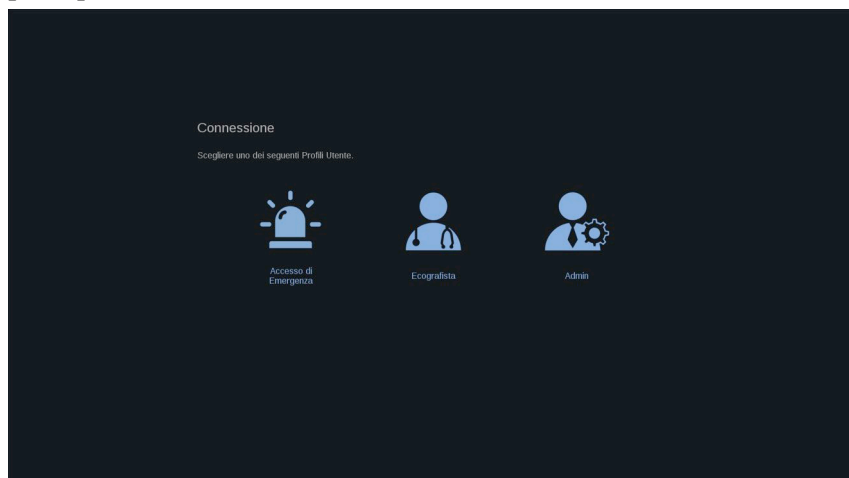 Connessione
Scegliere uno dei seguenti Profili Utente.
Accesso di
Emergenza
Ecografista
Admin